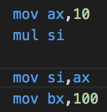 mov ax,10
mul si
mov si,ax
mov bx,100